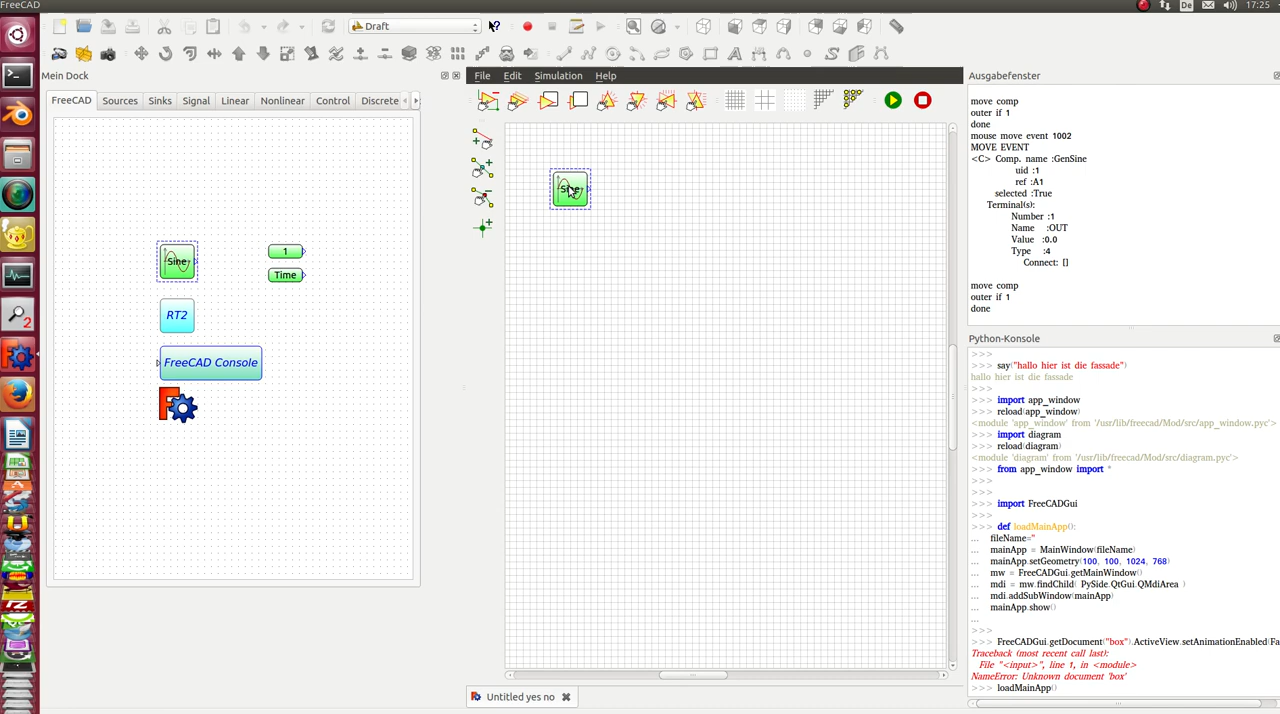 FreeCAD
De
17:25
Draft
Mein Dock
FreeCAD
Sources
Sinks
Signal
Linear
Nonlinear
Control
Discrete
Sine
1
Time
RT2
FreeCAD Console
2
File
Edit
Simulation
Help
Sine
Untitled yes no
Ausgabefenster
move comp
outer if 1
done
mouse move event 1002
MOVE EVENT
<C> Comp. name :GenSine
uid :1
ref :A1
selected :True
Terminal(s):
Number :1
Name :OUT
Value :0.0
Type :4
Connect: []
move comp
outer if 1
done
Python-Konsole
>>>
>>> say("hallo hier ist die fassade")
hallo hier ist die fassade
>>>
>>> import app_window
>>> reload(app_window)
<module 'app_window' from '/usr/lib/freecad/Mod/src/app_window.pyc'>
>>> import diagram
>>> reload(diagram)
<module 'diagram' from '/usr/lib/freecad/Mod/src/diagram.pyc'>
>>> from app_window import *
>>>
>>>
>>> import FreeCADGui
>>>
>>> def loadMainApp():
... fileName=''
... mainApp = MainWindow(fileName)
... mainApp.setGeometry(100, 100, 1024, 768)
... mw = FreeCADGui.getMainWindow()
... mdi = mw.findChild( PySide.QtGui.QMdiArea )
... mdi.addSubWindow(mainApp)
... mainApp.show()
...
>>>
>>> FreeCADGui.getDocument("box").ActiveView.setAnimationEnabled(Fa
Traceback (most recent call last):
File "<input>", line 1, in <module>
NameError: Unknown document 'box'
>>> loadMainApp()